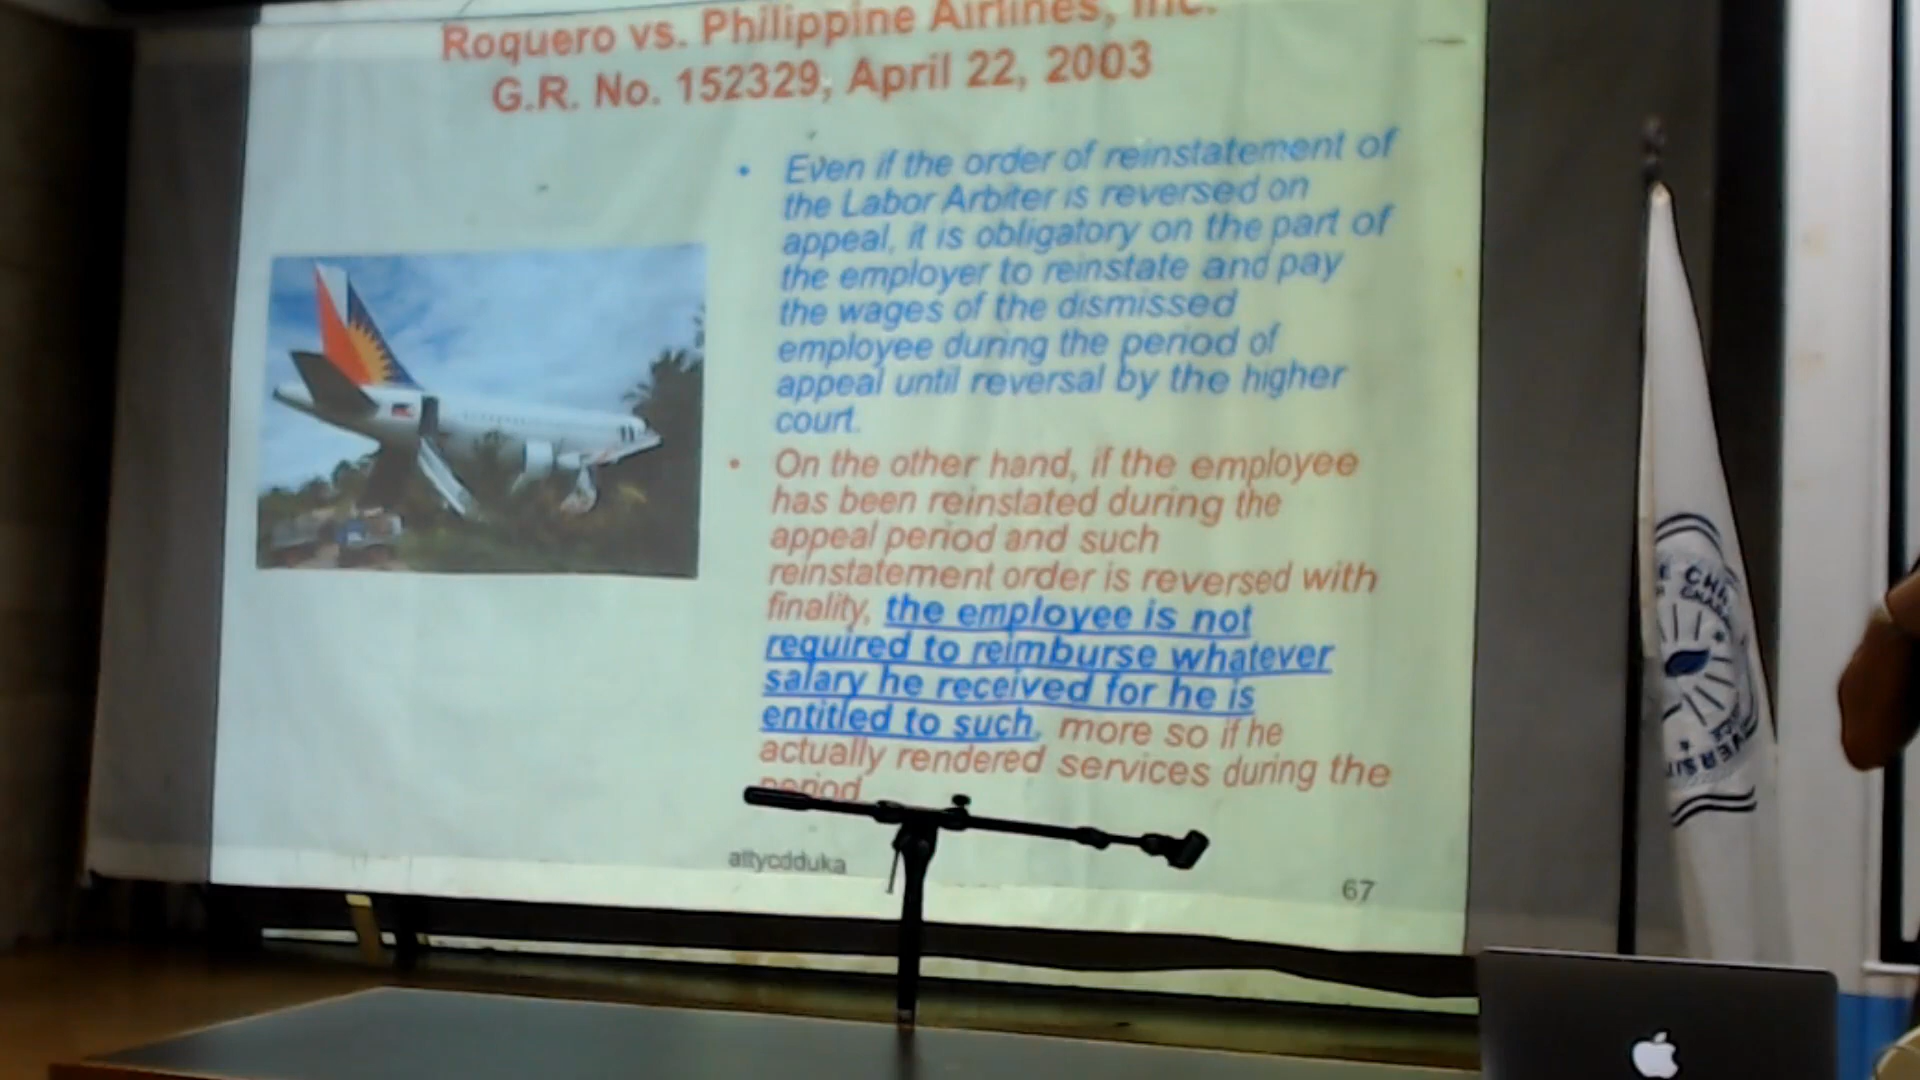 Roquero vs. Philippine Airlines, Inc.
G.R. No. 152329, April 22, 2003
• Even if the order of reinstatement of
the Labor Arbiter is reversed on
appeal, it is obligatory on the part of
the employer to reinstate and pay
the wages of the dismissed
employee during the period of
appeal until reversal by the higher
court.
• On the other hand, if the employee
has been reinstated during the
appeal period and such
reinstatement order is reversed with
finality, the employee is not
required to reimburse whatever
salary he received for he is
entitled to such, more so if he
actually rendered services during the
period.
attycdduka
67